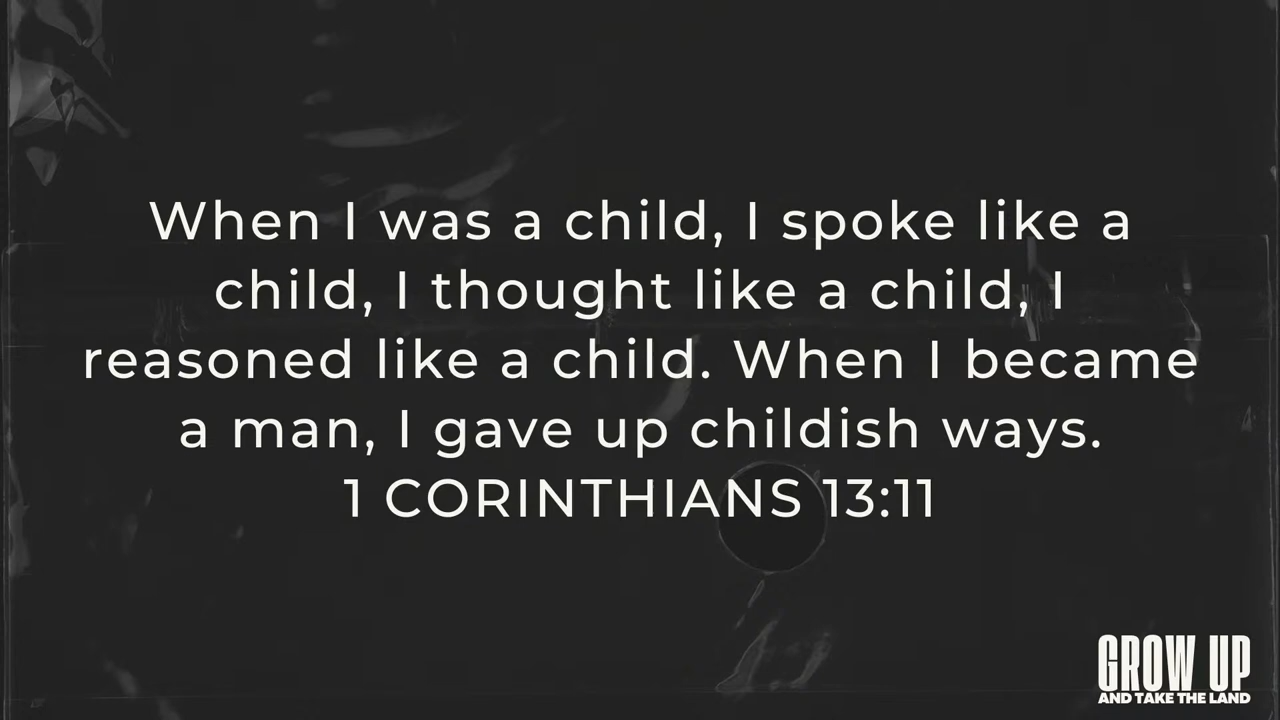 When I was a child, I spoke like a
child, I thought like a child, I
reasoned like a child. When I became
a man, I gave up childish ways.
1 CORINTHIANS 13:11
GROW UP
AND TAKE THE LAND